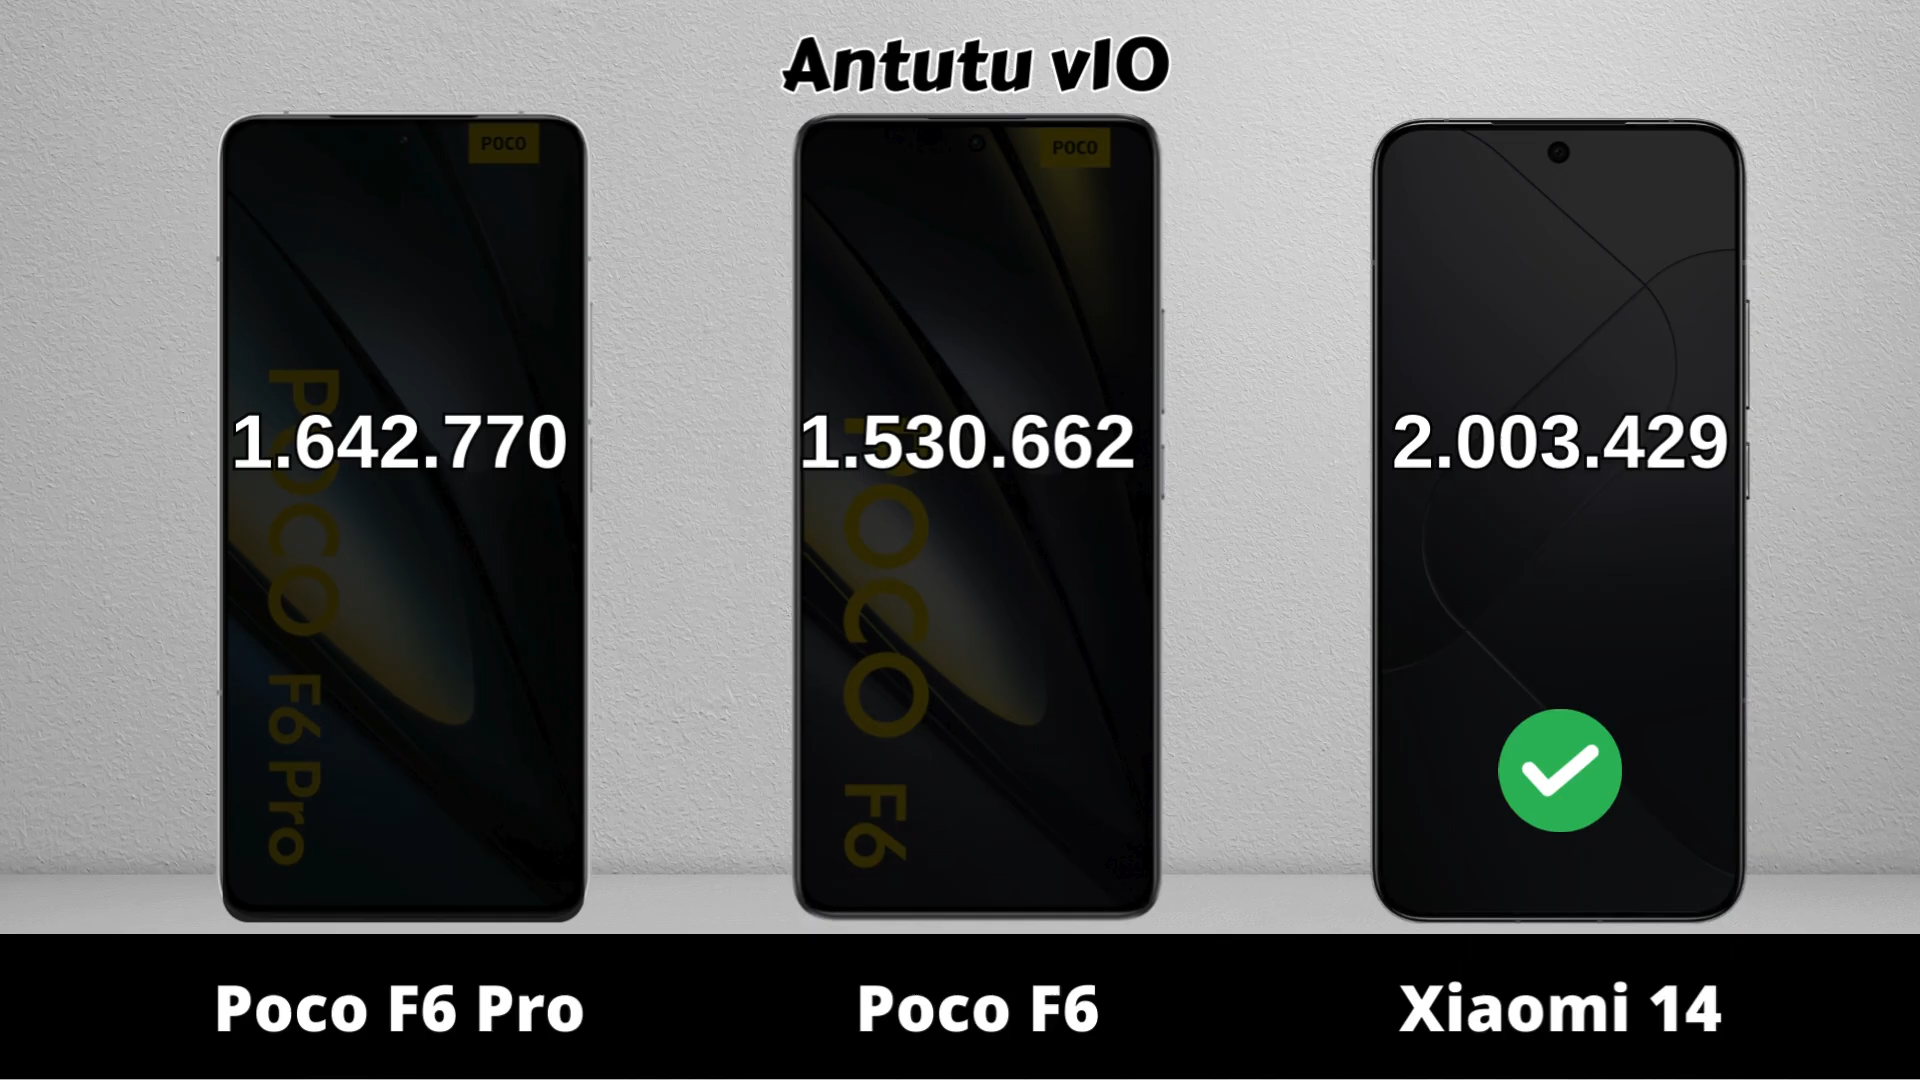 Antutu v10
POCO
POCO
POCO F6 Pro
POCO F6
1.642.770
1.530.662
2.003.429
Poco F6 Pro
Poco F6
Xiaomi 14